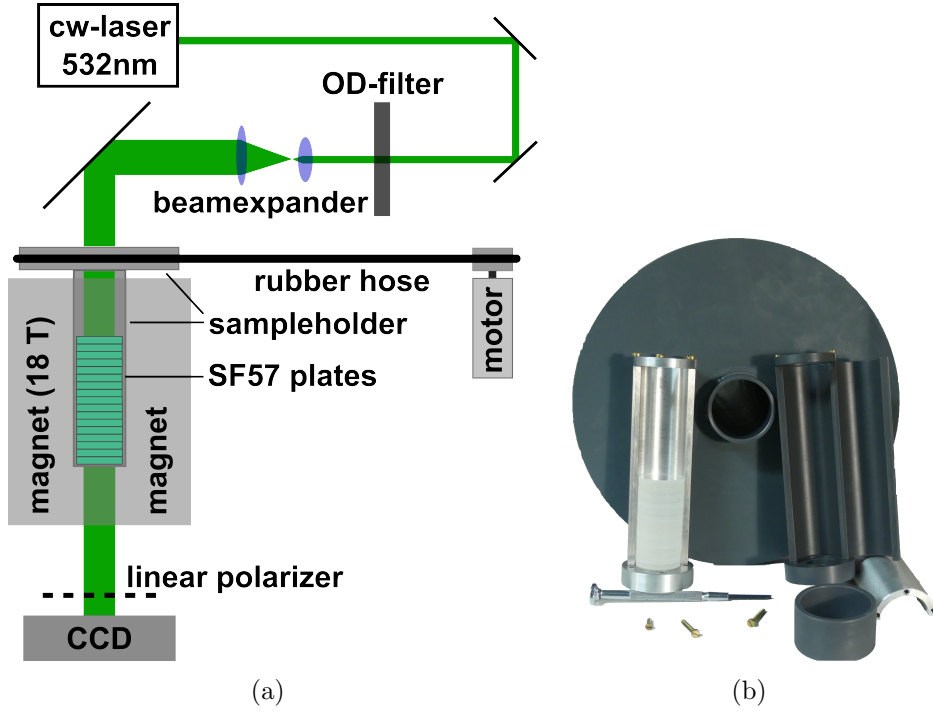 cw-laser
532nm
OD-filter
beamexpander
rubber hose
sampleholder
SF57 plates
magnet (18 T)
magnet
motor
linear polarizer
CCD
(a)
(b)